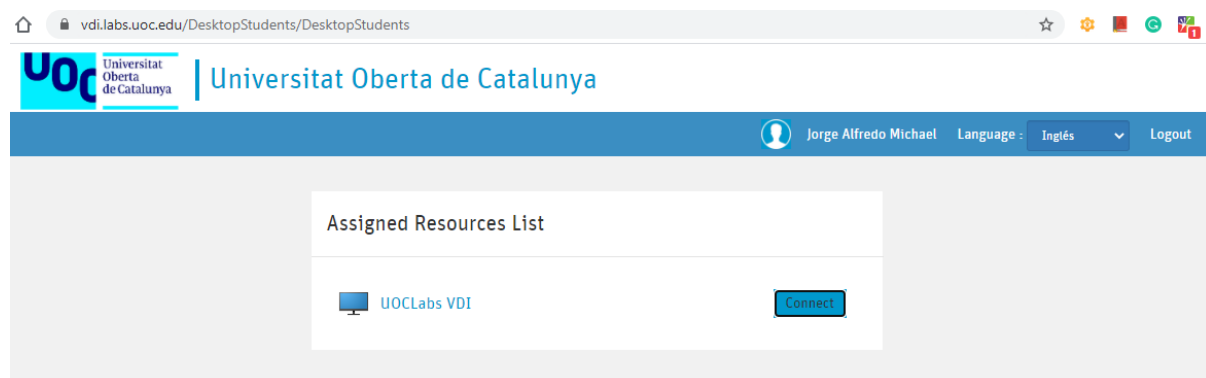 vdi.labs.uoc.edu/DesktopStudents/DesktopStudents
1
UOC
Universitat
Oberta
de Catalunya
Universitat Oberta de Catalunya
Jorge Alfredo Michael Language : Inglés Logout
Assigned Resources List
UOCLabs VDI Connect